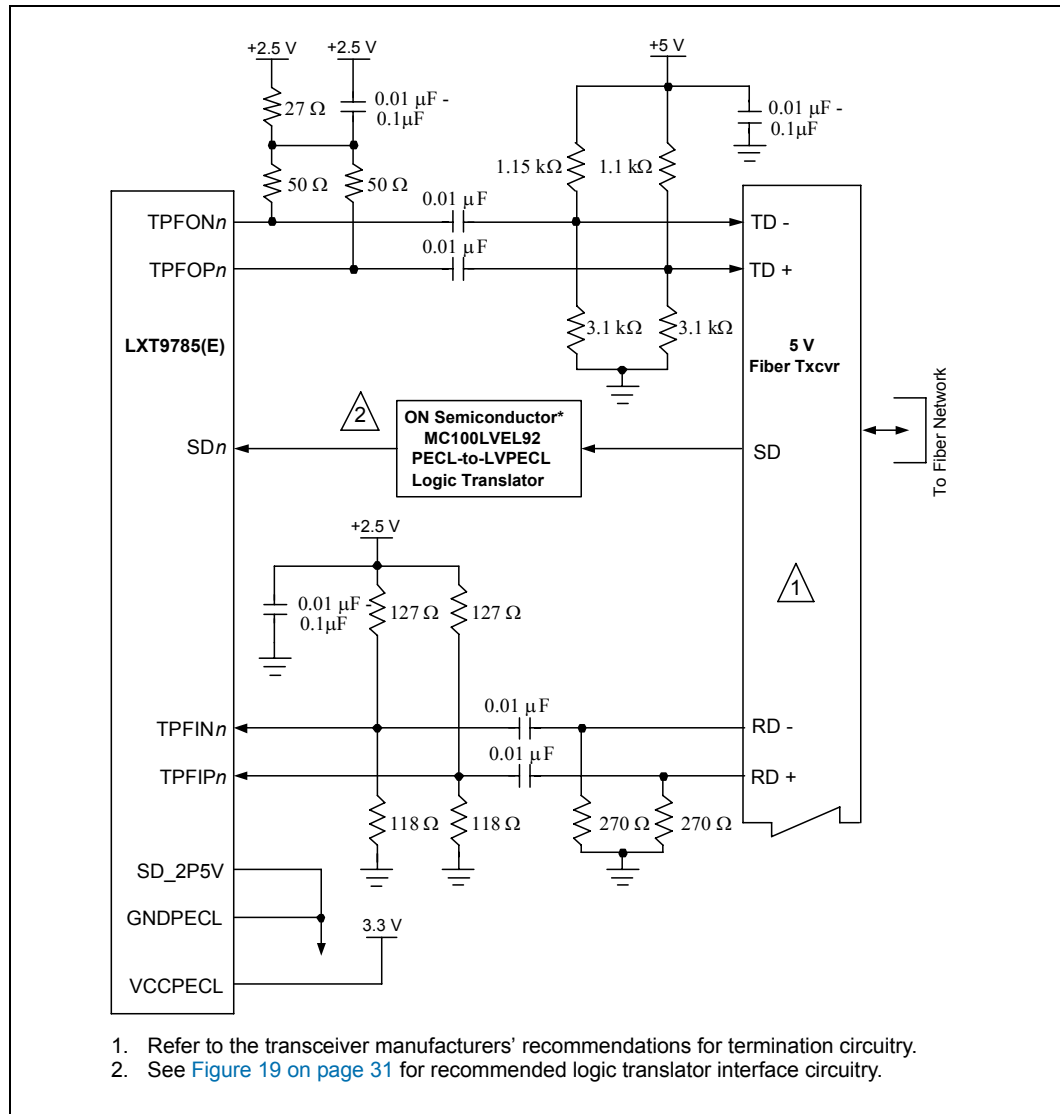 +2.5 V
+2.5 V
+5 V
27 Ω
0.01 µF -
0.1µF
0.01 µF -
0.1µF
50 Ω
50 Ω
1.15 kΩ
1.1 kΩ
0.01 µF
TPFONn
TD -
0.01 µF
TPFOPn
TD +
3.1 kΩ
3.1 kΩ
LXT9785(E)
5 V
Fiber Txcvr
2
ON Semiconductor*
MC100LVEL92
PECL-to-LVPECL
Logic Translator
SDn
SD
To Fiber Network
+2.5 V
1
0.01 µF -
0.1µF
127 Ω
127 Ω
0.01 µF
TPFINn
RD -
0.01 µF
TPFIPn
RD +
118 Ω
118 Ω
270 Ω
270 Ω
SD_2P5V
GNDPECL
3.3 V
VCCPECL
1. Refer to the transceiver manufacturers' recommendations for termination circuitry.
2. See Figure 19 on page 31 for recommended logic translator interface circuitry.